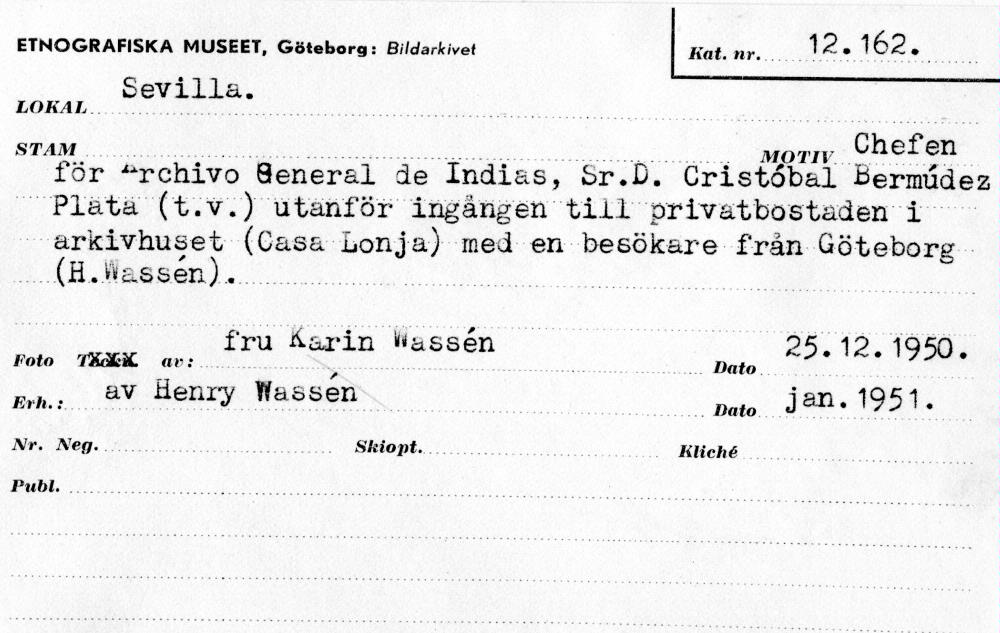 ETNOGRAFISKA MUSEET, Göteborg: Bildarkivet
Kat. nr. 12.162.
LOKAL Sevilla.
STAM MOTIV Chefen
för Archivo General de Indias, Sr.D. Cristóbal Bermúdez
Plata (t.v.) utanför ingången till privatbostaden i
arkivhuset (Casa Lonja) med en besökare från Göteborg
(H.Wassén).
Foto Teckn. av: fru Karin Wassén Dato 25.12.1950.
Erh.: av Henry Wassén Dato jan.1951.
Nr. Neg. Skiopt. Kliché
Publ.